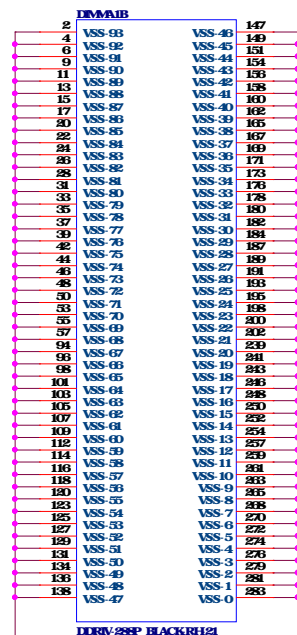 DIMMA1B
2 VSS-93 VSS-46 147
4 VSS-92 VSS-45 149
6 VSS-91 VSS-44 151
9 VSS-90 VSS-43 154
11 VSS-89 VSS-42 156
13 VSS-88 VSS-41 158
15 VSS-87 VSS-40 160
17 VSS-86 VSS-39 162
20 VSS-85 VSS-38 165
22 VSS-84 VSS-37 167
24 VSS-83 VSS-36 169
26 VSS-82 VSS-35 171
28 VSS-81 VSS-34 173
31 VSS-80 VSS-33 176
33 VSS-79 VSS-32 178
35 VSS-78 VSS-31 180
37 VSS-77 VSS-30 182
39 VSS-76 VSS-29 184
42 VSS-75 VSS-28 187
44 VSS-74 VSS-27 189
46 VSS-73 VSS-26 191
48 VSS-72 VSS-25 193
50 VSS-71 VSS-24 195
53 VSS-70 VSS-23 198
55 VSS-69 VSS-22 200
57 VSS-68 VSS-21 202
94 VSS-67 VSS-20 239
96 VSS-66 VSS-19 241
98 VSS-65 VSS-18 243
101 VSS-64 VSS-17 246
103 VSS-63 VSS-16 248
105 VSS-62 VSS-15 250
107 VSS-61 VSS-14 252
109 VSS-60 VSS-13 254
112 VSS-59 VSS-12 257
114 VSS-58 VSS-11 259
116 VSS-57 VSS-10 261
118 VSS-56 VSS-9 263
120 VSS-55 VSS-8 265
123 VSS-54 VSS-7 268
125 VSS-53 VSS-6 270
127 VSS-52 VSS-5 272
129 VSS-51 VSS-4 274
131 VSS-50 VSS-3 276
134 VSS-49 VSS-2 279
136 VSS-48 VSS-1 281
138 VSS-47 VSS-0 283
DDRIV-288P_BLACK-RH-21